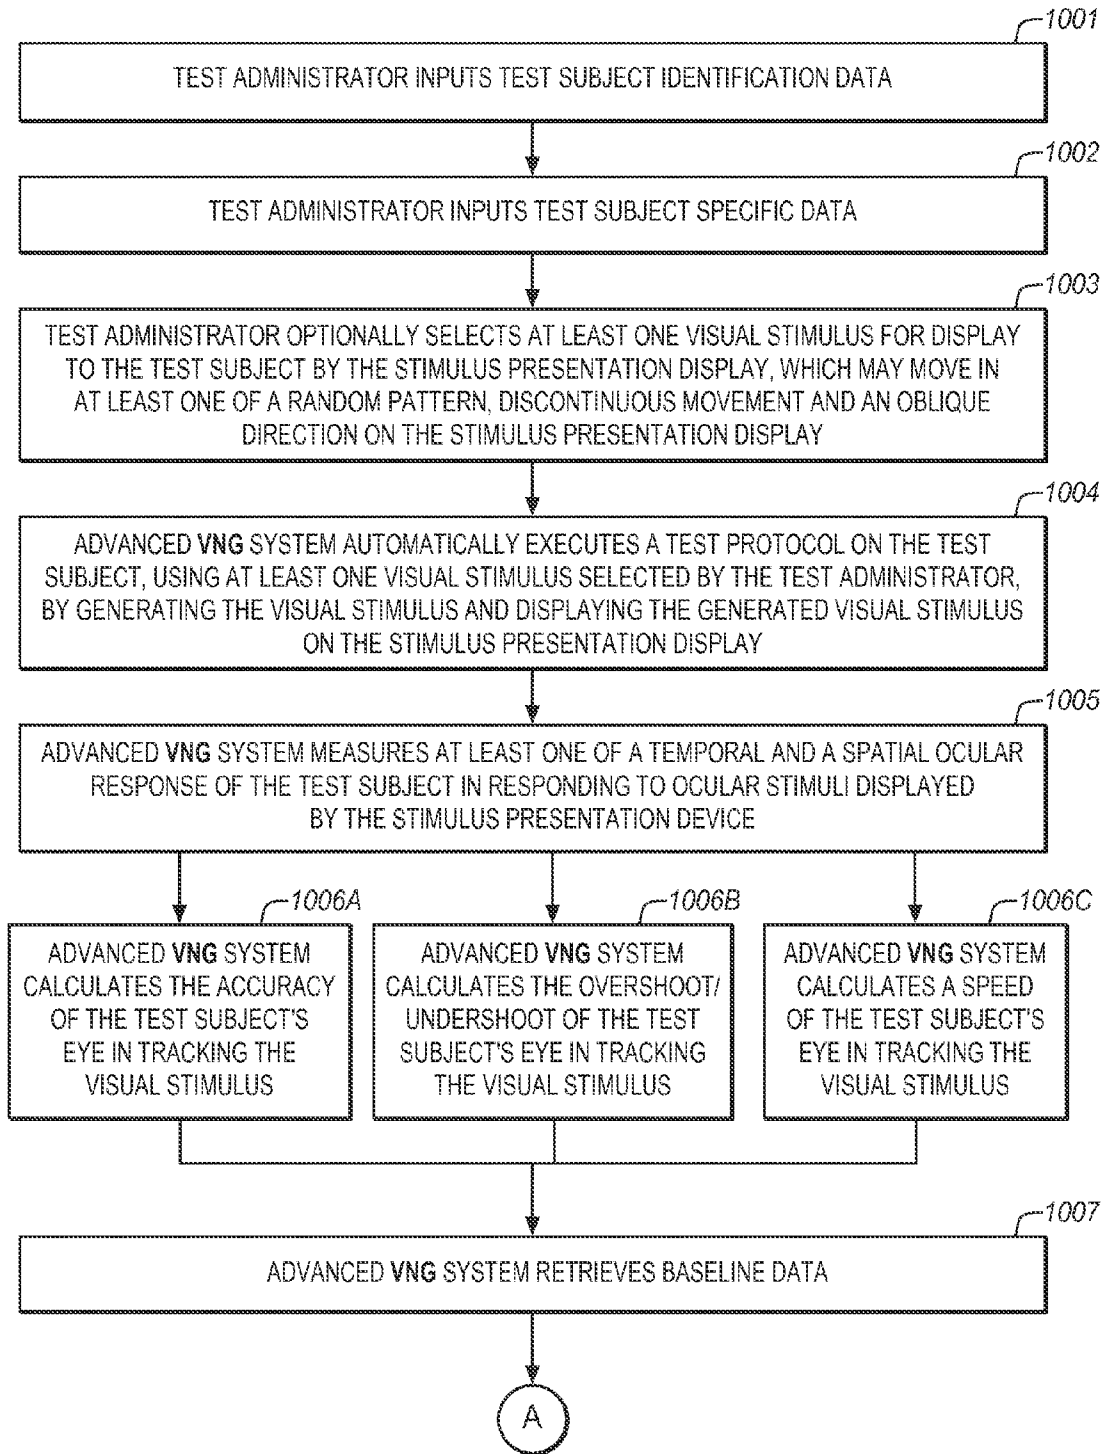 1001
TEST ADMINISTRATOR INPUTS TEST SUBJECT IDENTIFICATION DATA
1002
TEST ADMINISTRATOR INPUTS TEST SUBJECT SPECIFIC DATA
1003
TEST ADMINISTRATOR OPTIONALLY SELECTS AT LEAST ONE VISUAL STIMULUS FOR DISPLAY
TO THE TEST SUBJECT BY THE STIMULUS PRESENTATION DISPLAY, WHICH MAY MOVE IN
AT LEAST ONE OF A RANDOM PATTERN, DISCONTINUOUS MOVEMENT AND AN OBLIQUE
DIRECTION ON THE STIMULUS PRESENTATION DISPLAY
1004
ADVANCED VNG SYSTEM AUTOMATICALLY EXECUTES A TEST PROTOCOL ON THE TEST
SUBJECT, USING AT LEAST ONE VISUAL STIMULUS SELECTED BY THE TEST ADMINISTRATOR,
BY GENERATING THE VISUAL STIMULUS AND DISPLAYING THE GENERATED VISUAL STIMULUS
ON THE STIMULUS PRESENTATION DISPLAY
1005
ADVANCED VNG SYSTEM MEASURES AT LEAST ONE OF A TEMPORAL AND A SPATIAL OCULAR
RESPONSE OF THE TEST SUBJECT IN RESPONDING TO OCULAR STIMULI DISPLAYED
BY THE STIMULUS PRESENTATION DEVICE
1006A
ADVANCED VNG SYSTEM
CALCULATES THE ACCURACY
OF THE TEST SUBJECT'S
EYE IN TRACKING THE
VISUAL STIMULUS
1006B
ADVANCED VNG SYSTEM
CALCULATES THE OVERSHOOT/
UNDERSHOOT OF THE TEST
SUBJECT'S EYE IN TRACKING
THE VISUAL STIMULUS
1006C
ADVANCED VNG SYSTEM
CALCULATES A SPEED
OF THE TEST SUBJECT'S
EYE IN TRACKING THE
VISUAL STIMULUS
1007
ADVANCED VNG SYSTEM RETRIEVES BASELINE DATA
A